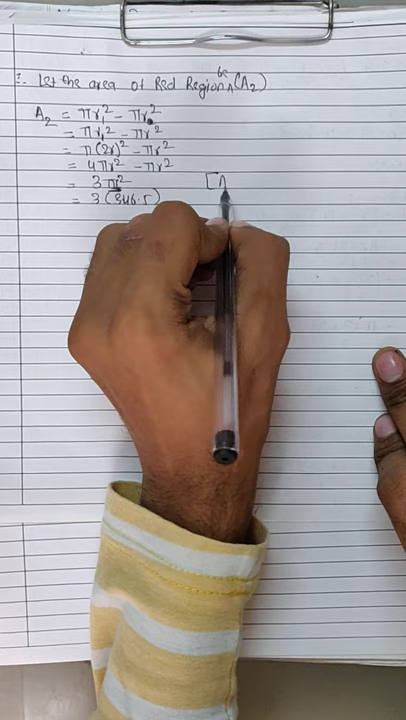 :- Let the area of Red Region be (A₂)
A₂ = πr₁² - πr²
= πr₁² - πr²
= π(2r)² - πr²
= 4πr² - πr²
= 3πr²
= 3(346.5)